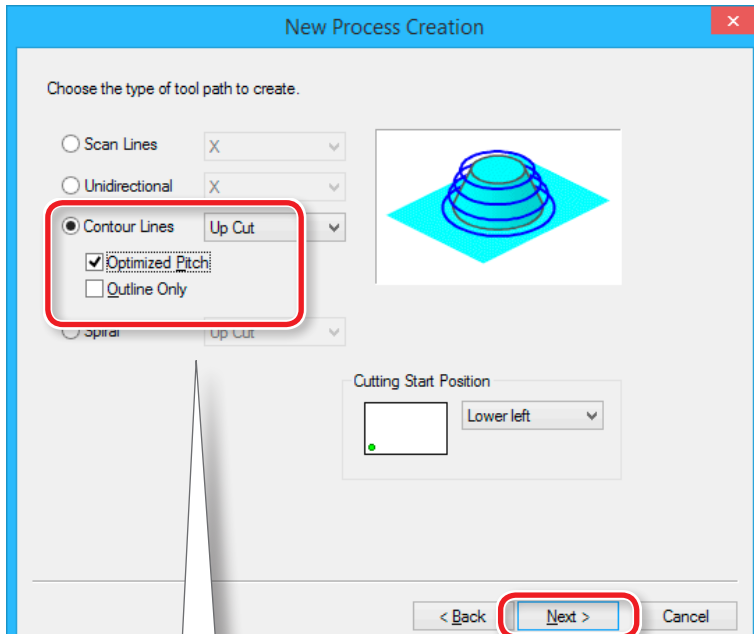 New Process Creation
Choose the type of tool path to create.
Scan Lines X
Unidirectional X
Contour Lines Up Cut
Optimized Pitch
Outline Only
Spiral Up Cut
Cutting Start Position
Lower left
< Back Next > Cancel